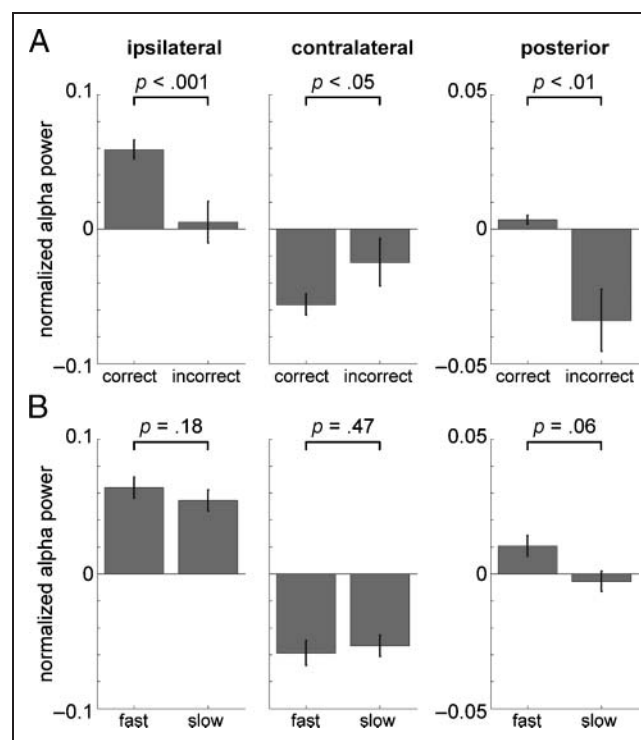 A
ipsilateral contralateral posterior
p < .001 p < .05 p < .01
0.1 0.05
normalized alpha power
0 0
–0.1 –0.05
correct incorrect correct incorrect correct incorrect
B
p = .18 p = .47 p = .06
0.1 0.05
normalized alpha power
0 0
–0.1 –0.05
fast slow fast slow fast slow